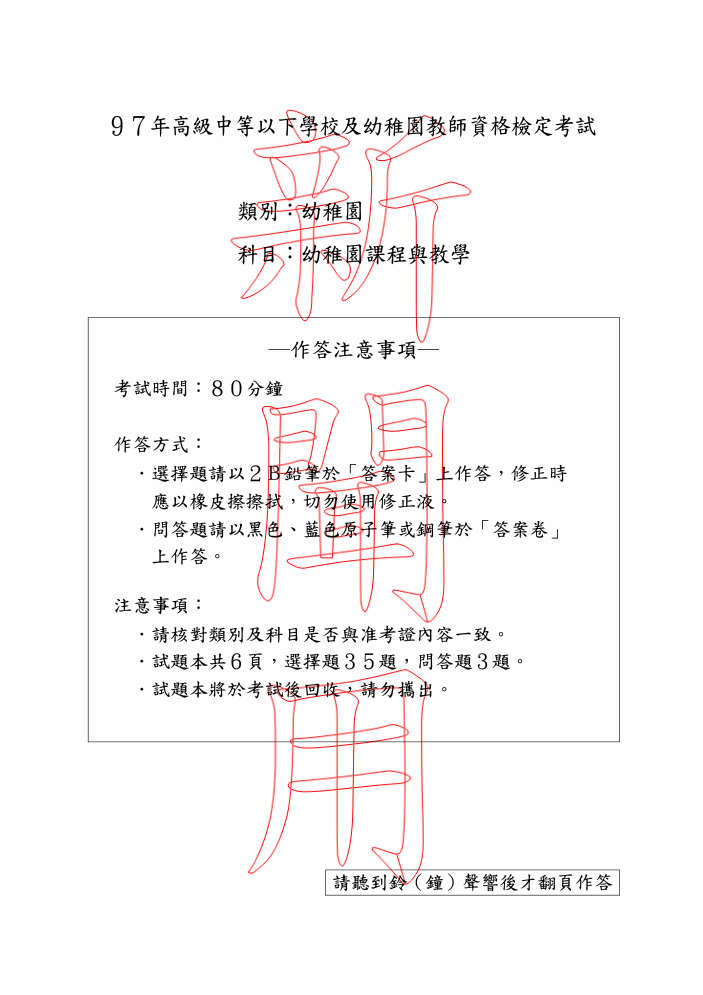 97年高級中等以下學校及幼稚園教師資格檢定考試
類別：幼稚園
科目：幼稚園課程與教學
—作答注意事項—
考試時間：80分鐘
作答方式：
．選擇題請以2B鉛筆於「答案卡」上作答，修正時
應以橡皮擦擦拭，切勿使用修正液。
．問答題請以黑色、藍色原子筆或鋼筆於「答案卷」
上作答。
注意事項：
．請核對類別及科目是否與准考證內容一致。
．試題本共6頁，選擇題35題，問答題3題。
．試題本將於考試後回收，請勿攜出。
請聽到鈴（鐘）聲響後才翻頁作答
新聞用